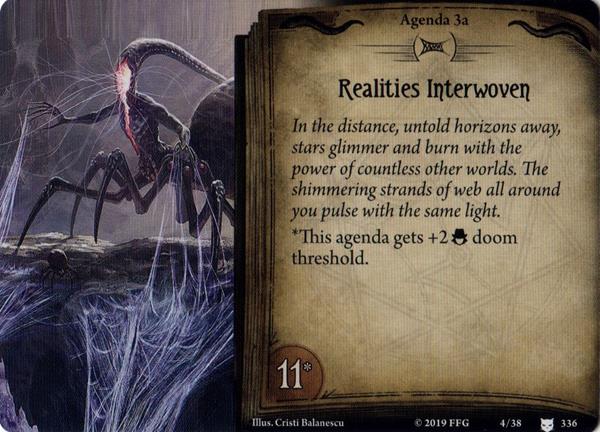 Agenda 3a
Realities Interwoven
In the distance, untold horizons away,
stars glimmer and burn with the
power of countless other worlds. The
shimmering strands of web all around
you pulse with the same light.
*This agenda gets +2 doom
threshold.
11*
Illus. Cristi Balanescu © 2019 FFG 4/38 336